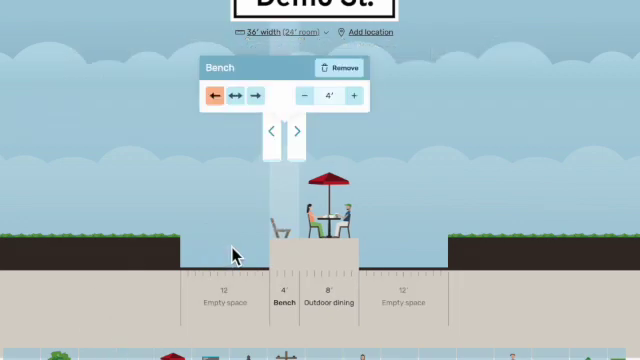 Demo St.
36′ width (24′ room)
Add location
Bench
Remove
4′
12
4′
8′
12′
Empty space
Bench
Outdoor dining
Empty space